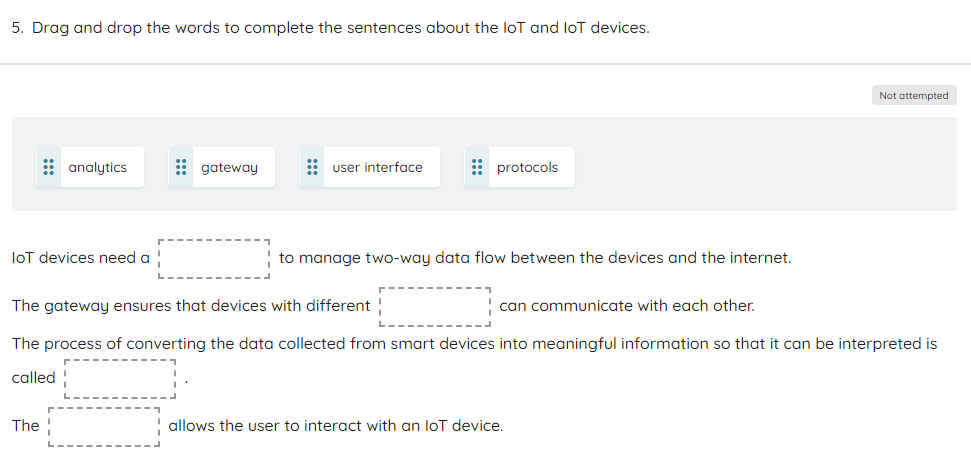 5. Drag and drop the words to complete the sentences about the IoT and IoT devices.
Not attempted
analytics gateway user interface protocols
IoT devices need a to manage two-way data flow between the devices and the internet.
The gateway ensures that devices with different can communicate with each other.
The process of converting the data collected from smart devices into meaningful information so that it can be interpreted is
called .
The allows the user to interact with an IoT device.